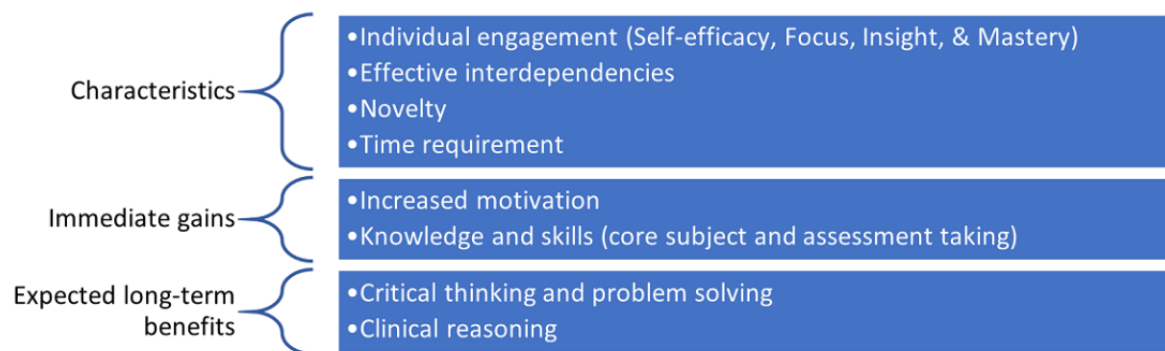 Characteristics
•Individual engagement (Self-efficacy, Focus, Insight, & Mastery)
•Effective interdependencies
•Novelty
•Time requirement
Immediate gains
•Increased motivation
•Knowledge and skills (core subject and assessment taking)
Expected long-term
benefits
•Critical thinking and problem solving
•Clinical reasoning